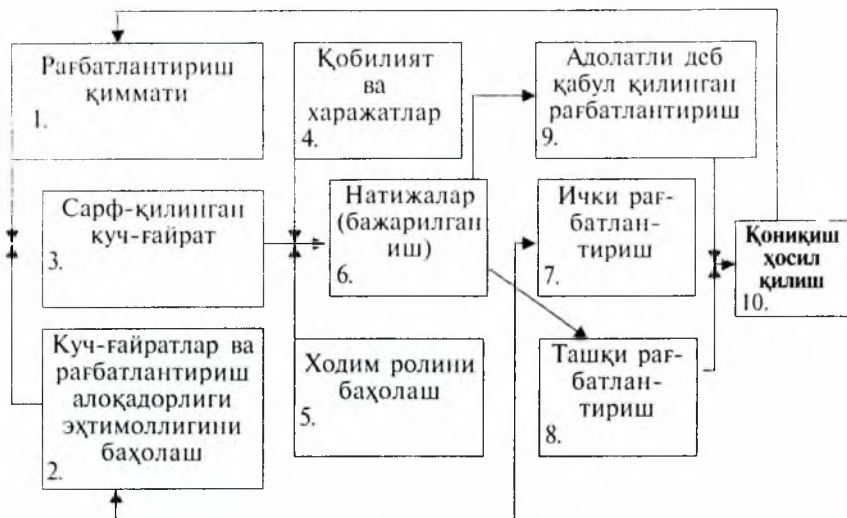 Рағбатлантириш
қиммати
1.
Қобилият
ва
харажатлар
4.
Адолатли деб
қабул қилинган
рағбатлантириш
9.
Сарф-қилинган
куч-ғайрат
3.
Натижалар
(бажарилган
иш)
6.
Ички рағ-
батлан-
тириш
7.
Қониқиш
ҳосил
қилиш
10.
Куч-ғайратлар ва
рағбатлантириш
алоқадорлиги
эҳтимоллигини
баҳолаш
2.
Ходим ролини
баҳолаш
5.
Ташқи рағ-
батлан-
тириш
8.